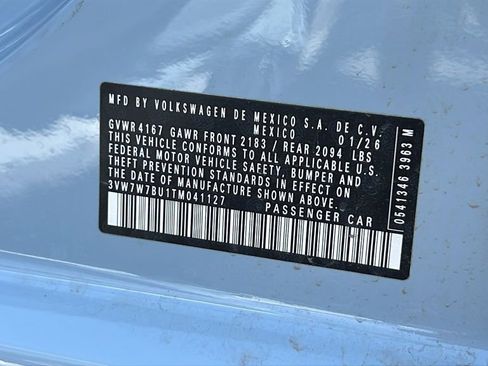 MFD BY VOLKSWAGEN DE MEXICO S.A. DE C.V.
MEXICO 01/26
GVWR 4167 GAWR FRONT 2183 / REAR 2094 LBS
THIS VEHICLE CONFORMS TO ALL APPLICABLE U.S.
FEDERAL MOTOR VEHICLE SAFETY, BUMPER AND
THEFT PREVENTION STANDARDS IN EFFECT ON
THE DATE OF MANUFACTURE SHOWN ABOVE.
3VW7W7BU1TM041127 PASSENGER CAR
0541346 3963 M